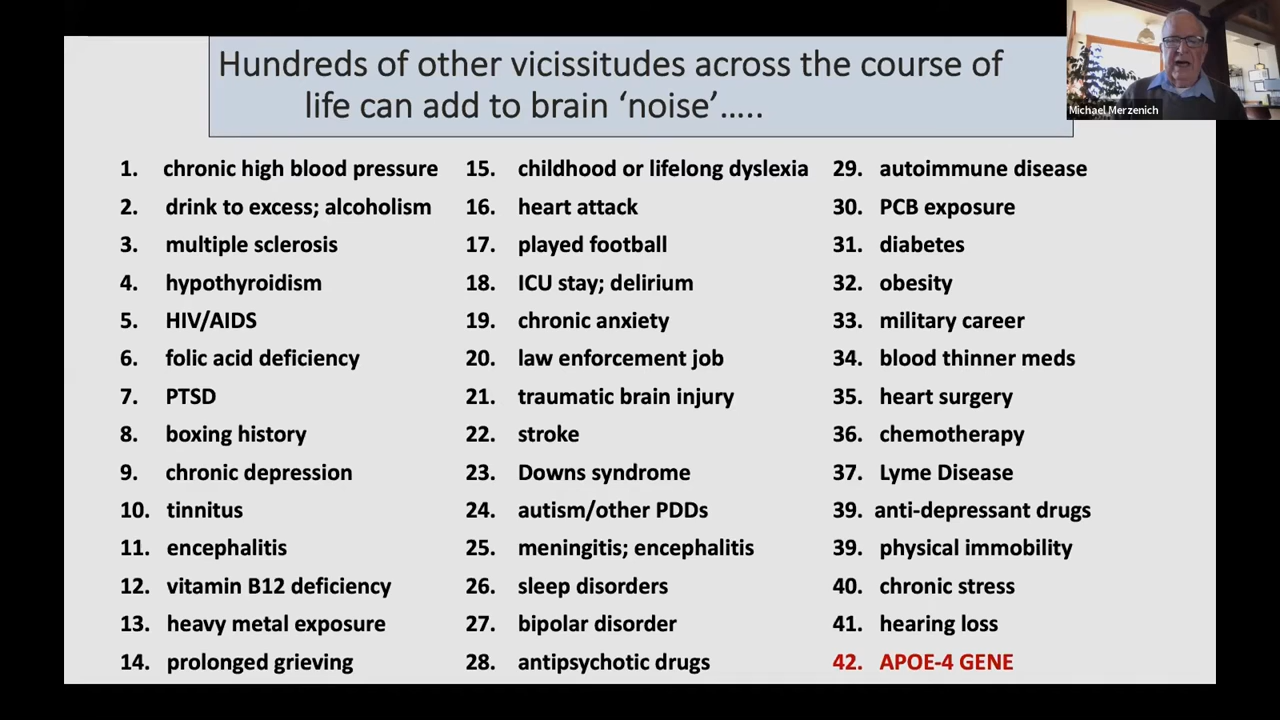 Hundreds of other vicissitudes across the course of
life can add to brain ‘noise’…..
Michael Merzenich
1. chronic high blood pressure
2. drink to excess; alcoholism
3. multiple sclerosis
4. hypothyroidism
5. HIV/AIDS
6. folic acid deficiency
7. PTSD
8. boxing history
9. chronic depression
10. tinnitus
11. encephalitis
12. vitamin B12 deficiency
13. heavy metal exposure
14. prolonged grieving
15. childhood or lifelong dyslexia
16. heart attack
17. played football
18. ICU stay; delirium
19. chronic anxiety
20. law enforcement job
21. traumatic brain injury
22. stroke
23. Downs syndrome
24. autism/other PDDs
25. meningitis; encephalitis
26. sleep disorders
27. bipolar disorder
28. antipsychotic drugs
29. autoimmune disease
30. PCB exposure
31. diabetes
32. obesity
33. military career
34. blood thinner meds
35. heart surgery
36. chemotherapy
37. Lyme Disease
39. anti-depressant drugs
39. physical immobility
40. chronic stress
41. hearing loss
42. APOE-4 GENE